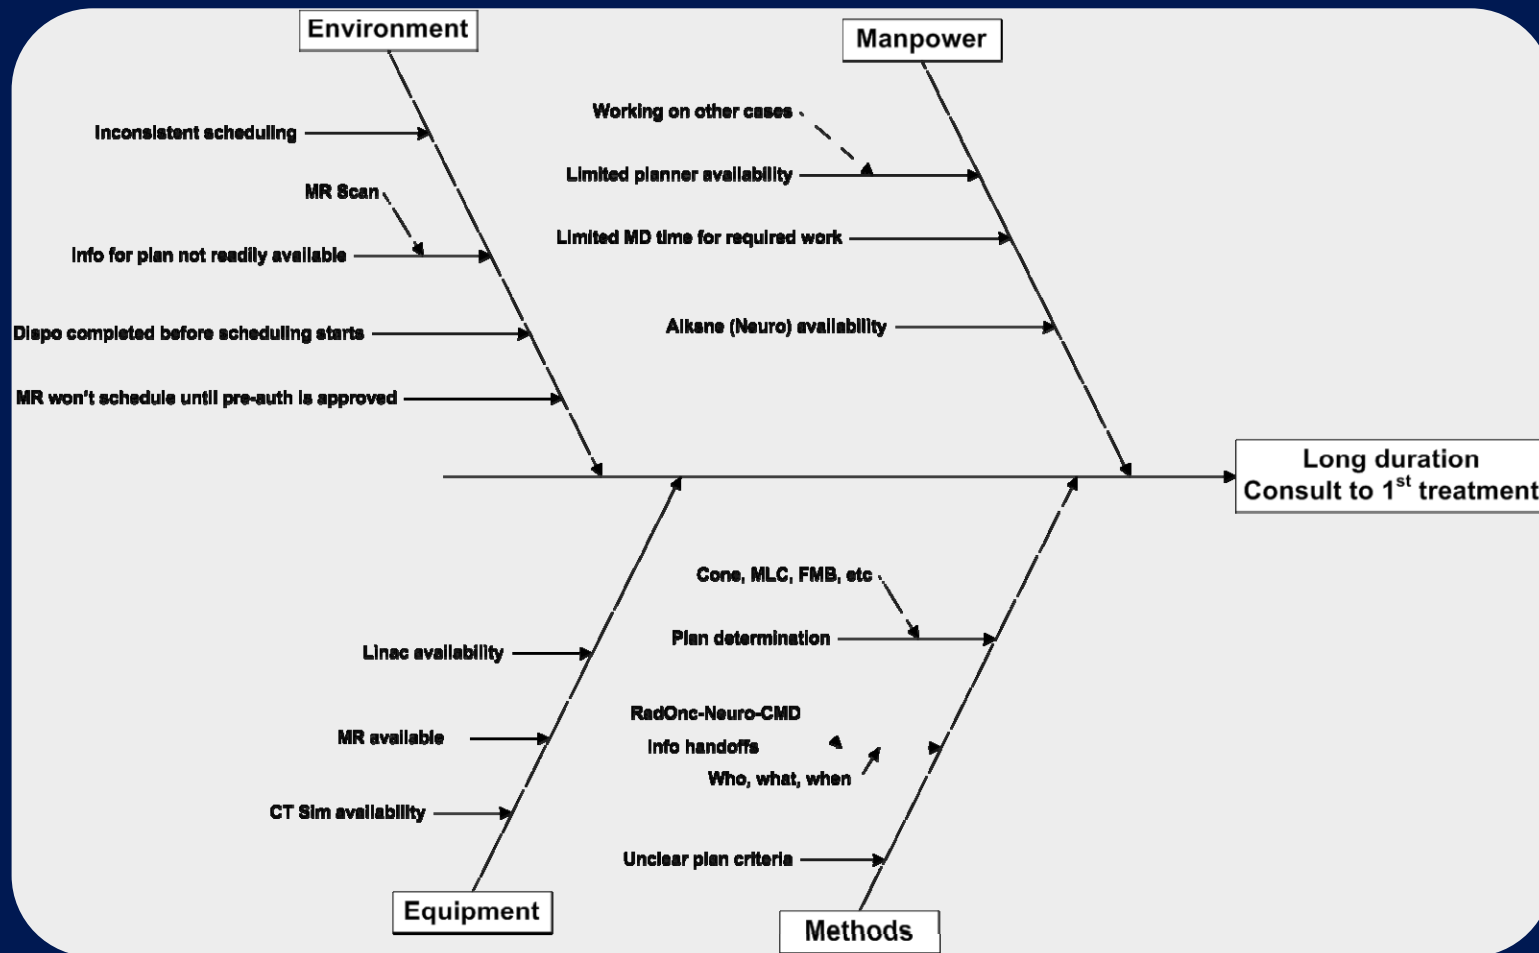 Environment
Manpower
Inconsistent scheduling
MR Scan
Info for plan not readily available
Dispo completed before scheduling starts
MR won't schedule until pre-auth is approved
Working on other cases
Limited planner availability
Limited MD time for required work
Alksne (Neuro) availability
Long duration
Consult to 1st treatment
Linac availability
MR available
CT Sim availability
Equipment
Cone, MLC, FMB, etc
Plan determination
RadOnc-Neuro-CMD
Info handoffs
Who, what, when
Unclear plan criteria
Methods